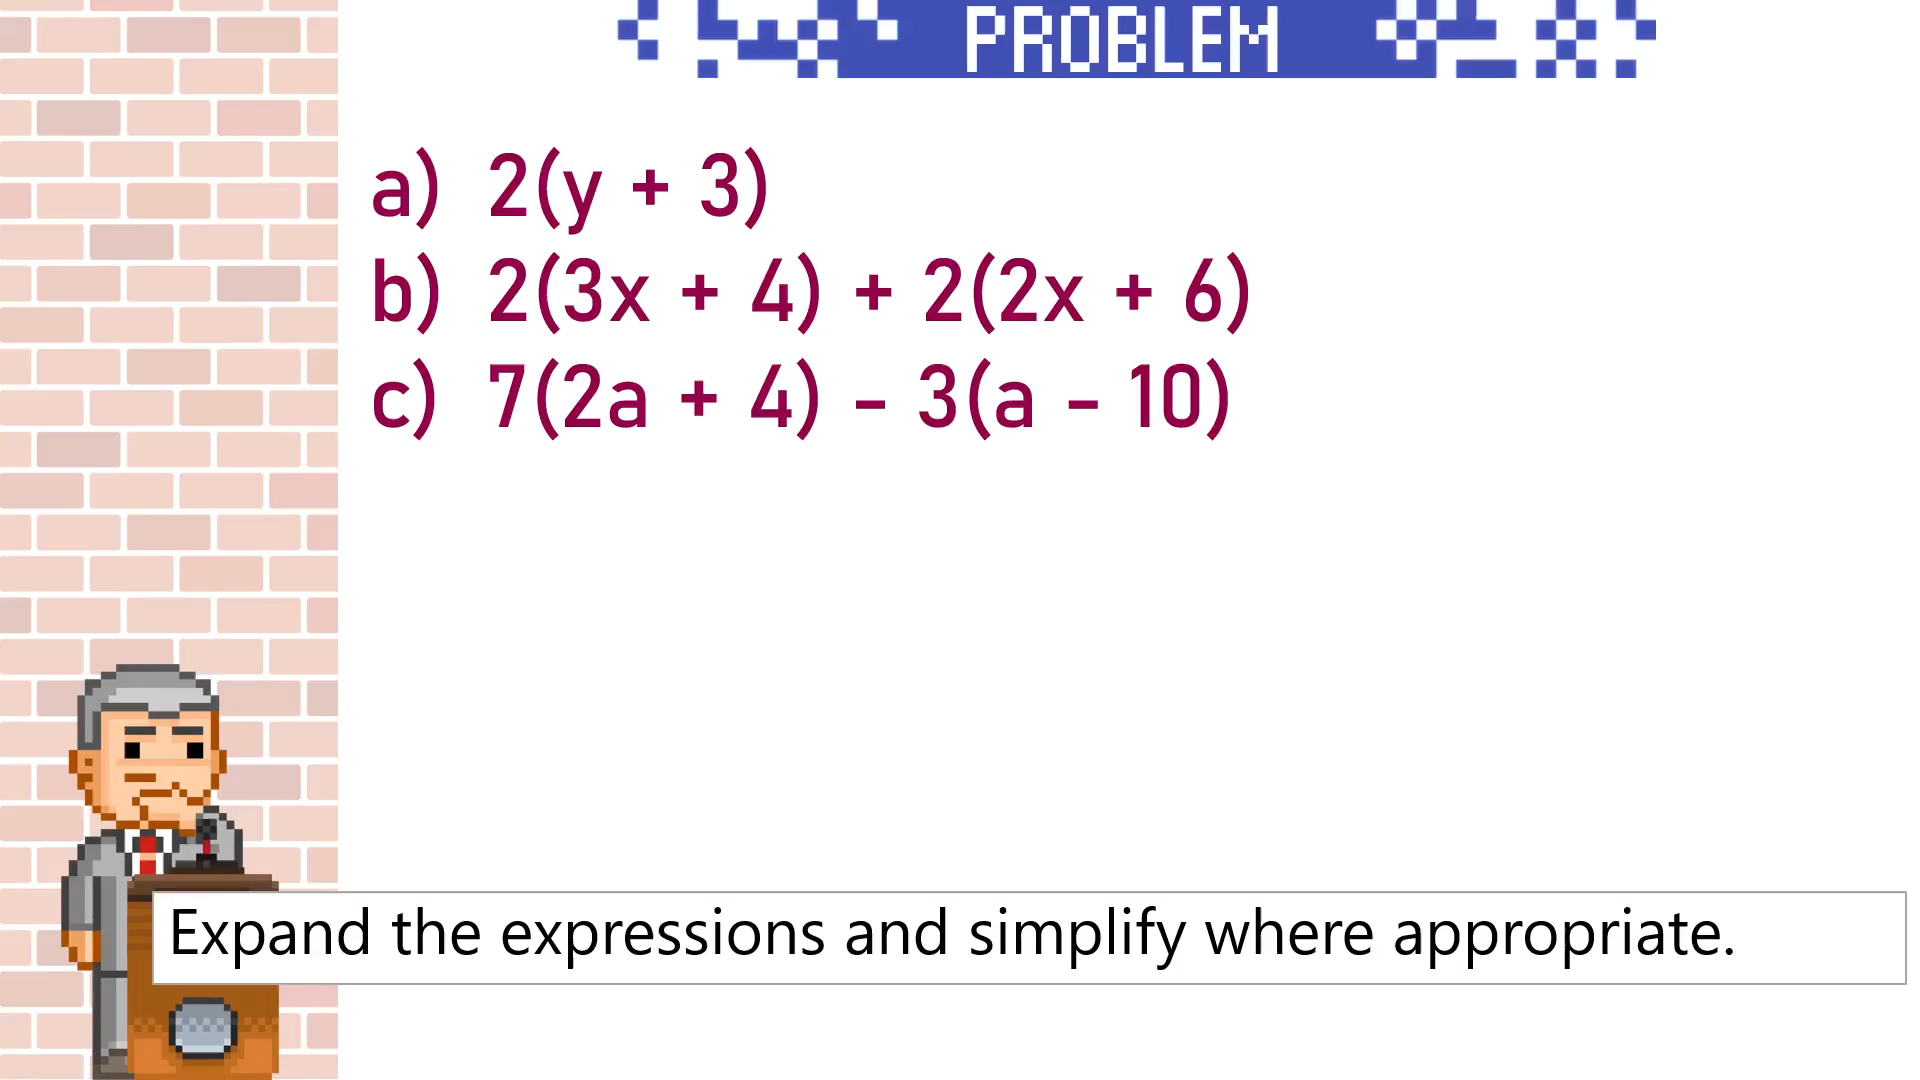 PROBLEM
a) 2(y + 3)
b) 2(3x + 4) + 2(2x + 6)
c) 7(2a + 4) - 3(a - 10)
Expand the expressions and simplify where appropriate.